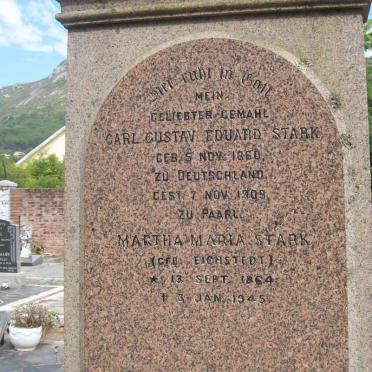 Hier ruht in Gott
MEIN
GELIEBTER GEMAHL
CARL GUSTAV EDUARD STARK
GEB. 5 NOV. 1860,
ZU DEUTSCHLAND,
GEST. 7 NOV. 1909,
ZU PAARL.
MARTHA MARIA STARK
(GEB. EICHSTEDT)
* 13 SEPT. 1864
† 3 JAN. 1945